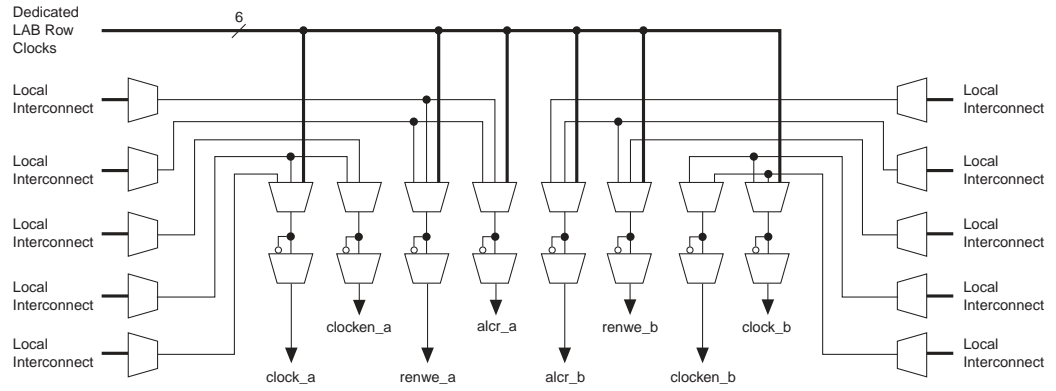 Dedicated
LAB Row
Clocks
6
Local
Interconnect
Local
Interconnect
Local
Interconnect
Local
Interconnect
Local
Interconnect
Local
Interconnect
Local
Interconnect
Local
Interconnect
Local
Interconnect
Local
Interconnect
clocken_a
alcr_a
renwe_b
clock_b
clock_a
renwe_a
alcr_b
clocken_b